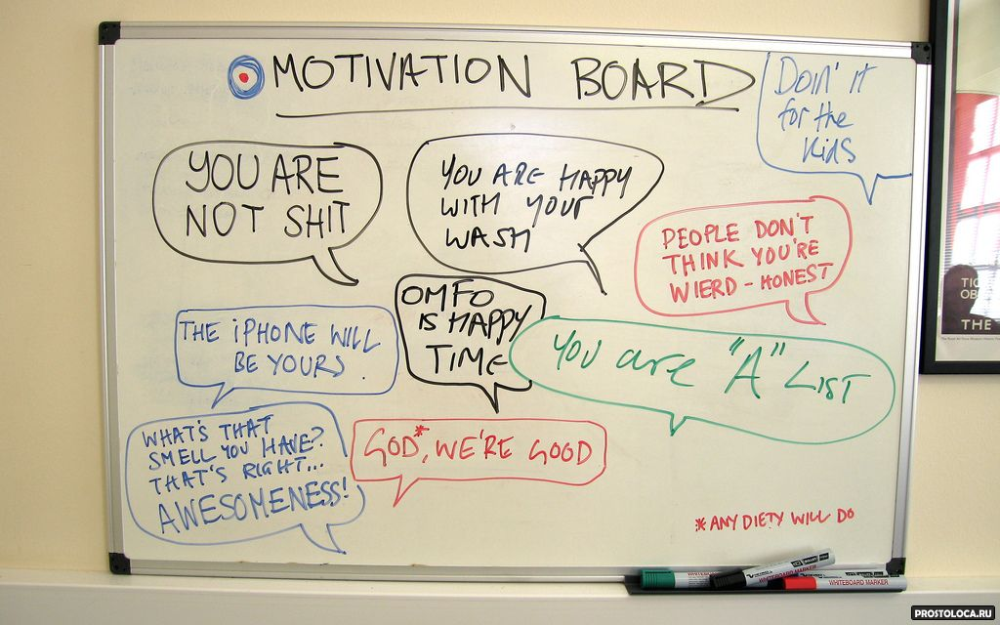 MOTIVATION BOARD
DOIN' IT
for the
KIDS
YOU ARE
NOT SHIT
YOU ARE HAPPY
WITH YOUR
WASH
PEOPLE DON'T
THINK YOU'RE
WIERD - HONEST
OMFO
IS HAPPY
TIME
THE iPHONE WILL
BE YOURS.
You are "A" LIST
WHAT'S THAT
SMELL YOU HAVE?
THAT'S RIGHT...
AWESOMENESS!
GOD*, WE'RE GOOD
* ANY DIETY WILL DO
THE
WHITEBOARD MARKER
PROSTOLOCA.RU